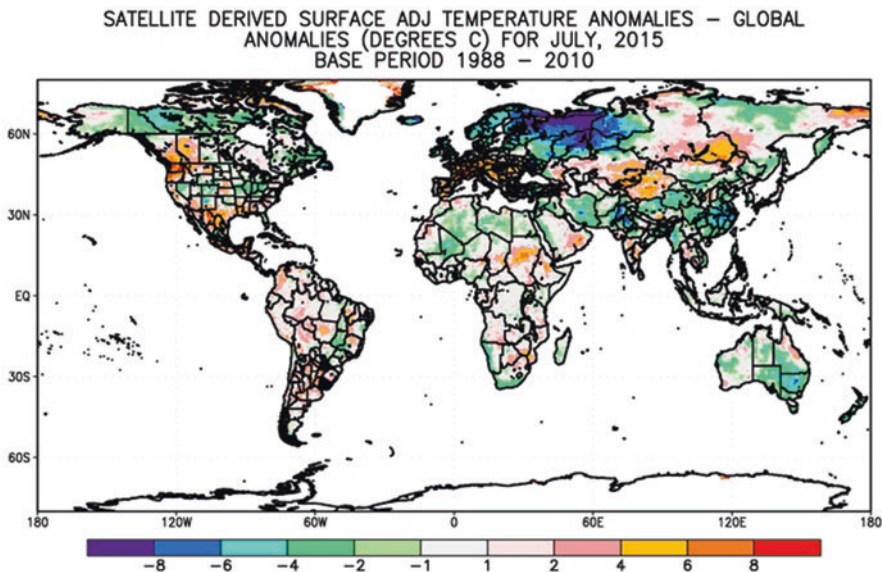 SATELLITE DERIVED SURFACE ADJ TEMPERATURE ANOMALIES – GLOBAL
ANOMALIES (DEGREES C) FOR JULY, 2015
BASE PERIOD 1988 – 2010
60N
30N
EQ
30S
60S
180 120W 60W 0 60E 120E 180
−8 −6 −4 −2 −1 1 2 4 6 8